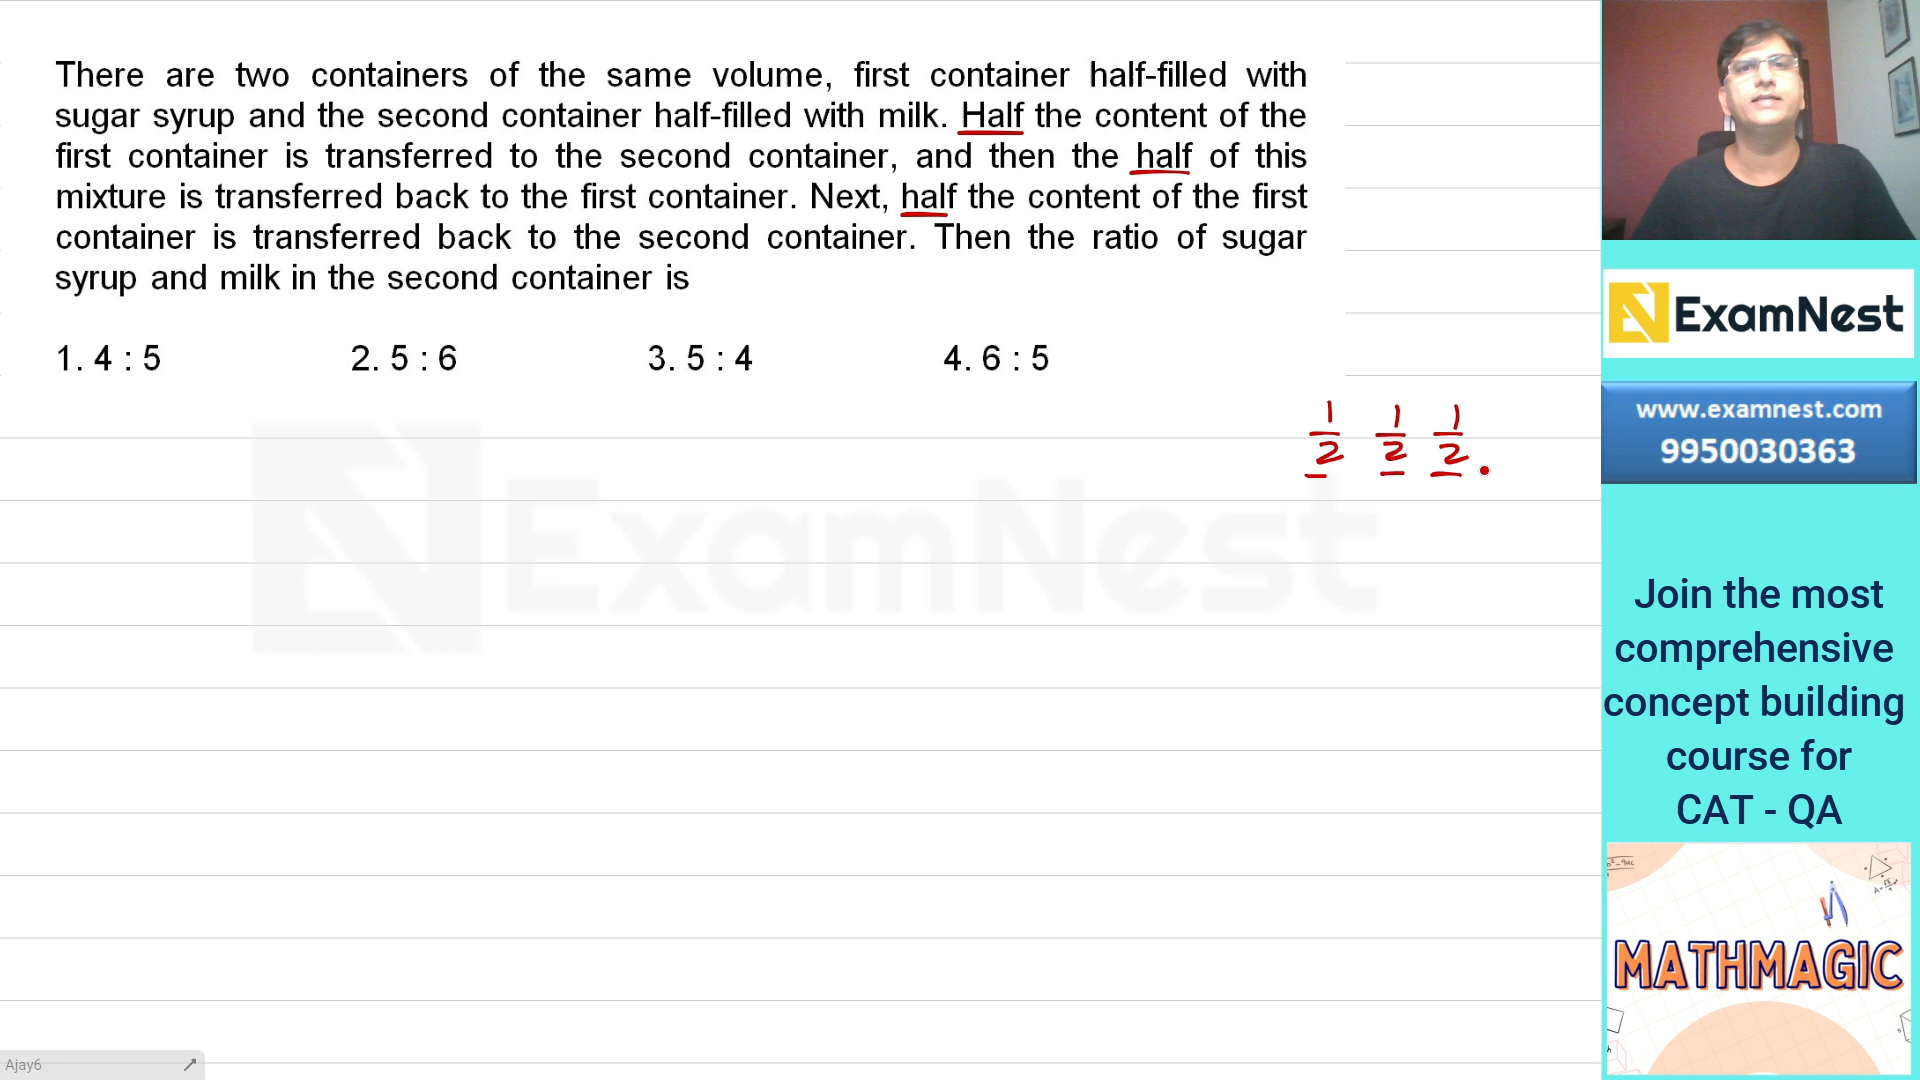 There are two containers of the same volume, first container half-filled with
sugar syrup and the second container half-filled with milk. Half the content of the
first container is transferred to the second container, and then the half of this
mixture is transferred back to the first container. Next, half the content of the first
container is transferred back to the second container. Then the ratio of sugar
syrup and milk in the second container is
1. 4 : 5 2. 5 : 6 3. 5 : 4 4. 6 : 5
1/2 1/2 1/2
ExamNest
ExamNest
www.examnest.com
9950030363
Join the most
comprehensive
concept building
course for
CAT - QA
MATHMAGIC
Ajay6